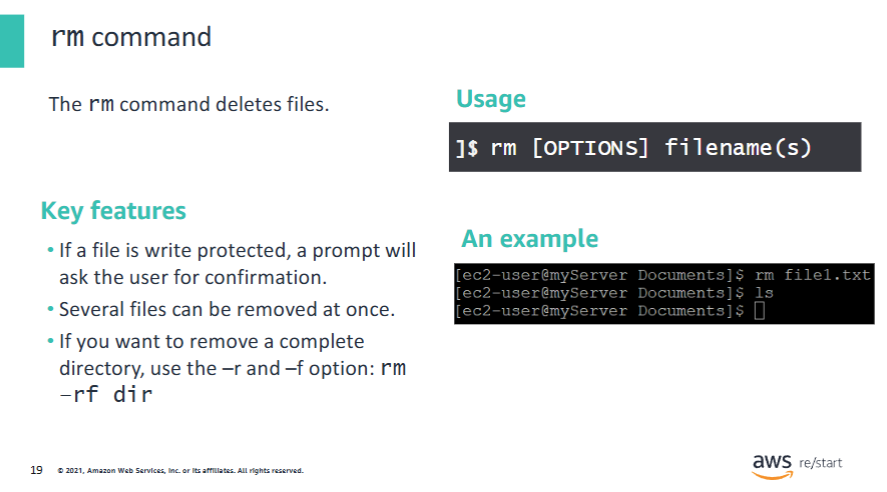 rm command
The rm command deletes files.
Key features
• If a file is write protected, a prompt will
ask the user for confirmation.
• Several files can be removed at once.
• If you want to remove a complete
directory, use the –r and –f option: rm
–rf dir
Usage
]$ rm [OPTIONS] filename(s)
An example
[ec2-user@myServer Documents]$ rm file1.txt
[ec2-user@myServer Documents]$ ls
[ec2-user@myServer Documents]$
19 © 2021, Amazon Web Services, Inc. or its affiliates. All rights reserved.
aws re/start